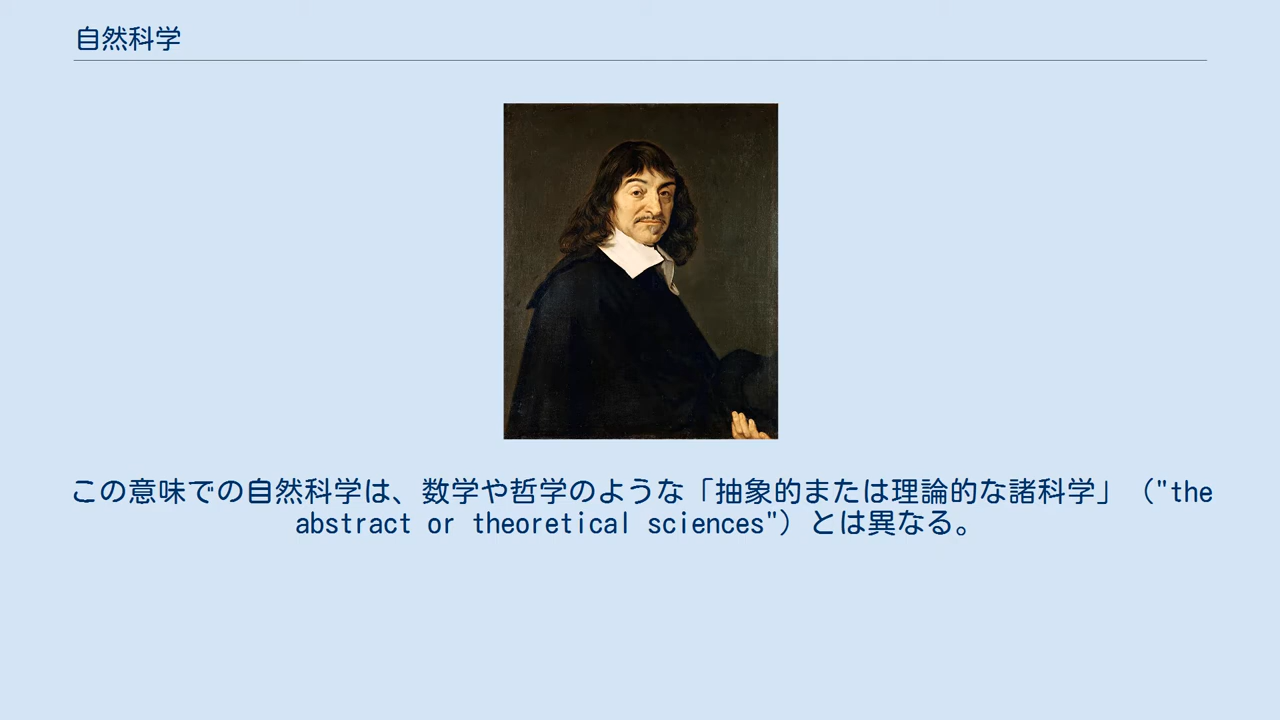 自然科学
この意味での自然科学は、数学や哲学のような「抽象的または理論的な諸科学」（"the
abstract or theoretical sciences"）とは異なる。